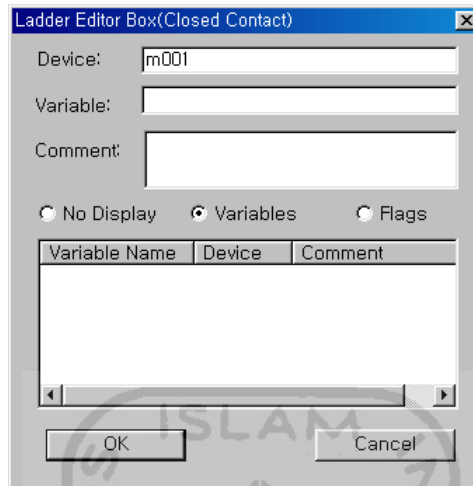 Ladder Editor Box(Closed Contact)
Device: m001
Variable:
Comment:
No Display Variables Flags
Variable Name Device Comment
ISLAM
OK Cancel